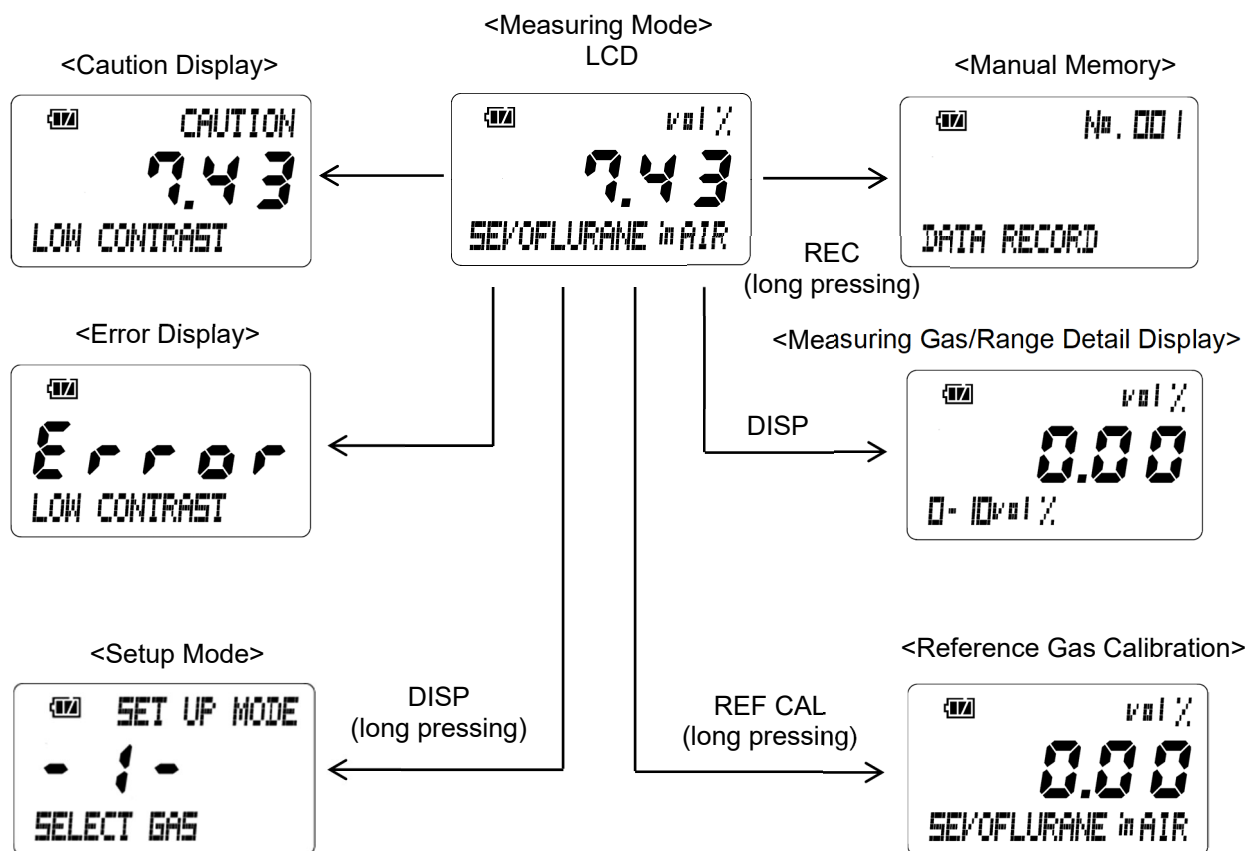 <Measuring Mode>
LCD
<Caution Display>
<Manual Memory>
CAUTION
7.43
LOW CONTRAST
vol%
7.43
SEVOFLURANE in AIR
No. 001
DATA RECORD
REC
(long pressing)
<Error Display>
Error
LOW CONTRAST
<Measuring Gas/Range Detail Display>
DISP
vol%
0.00
0-10vol%
<Setup Mode>
SET UP MODE
-1-
SELECT GAS
DISP
(long pressing)
REF CAL
(long pressing)
<Reference Gas Calibration>
vol%
0.00
SEVOFLURANE in AIR